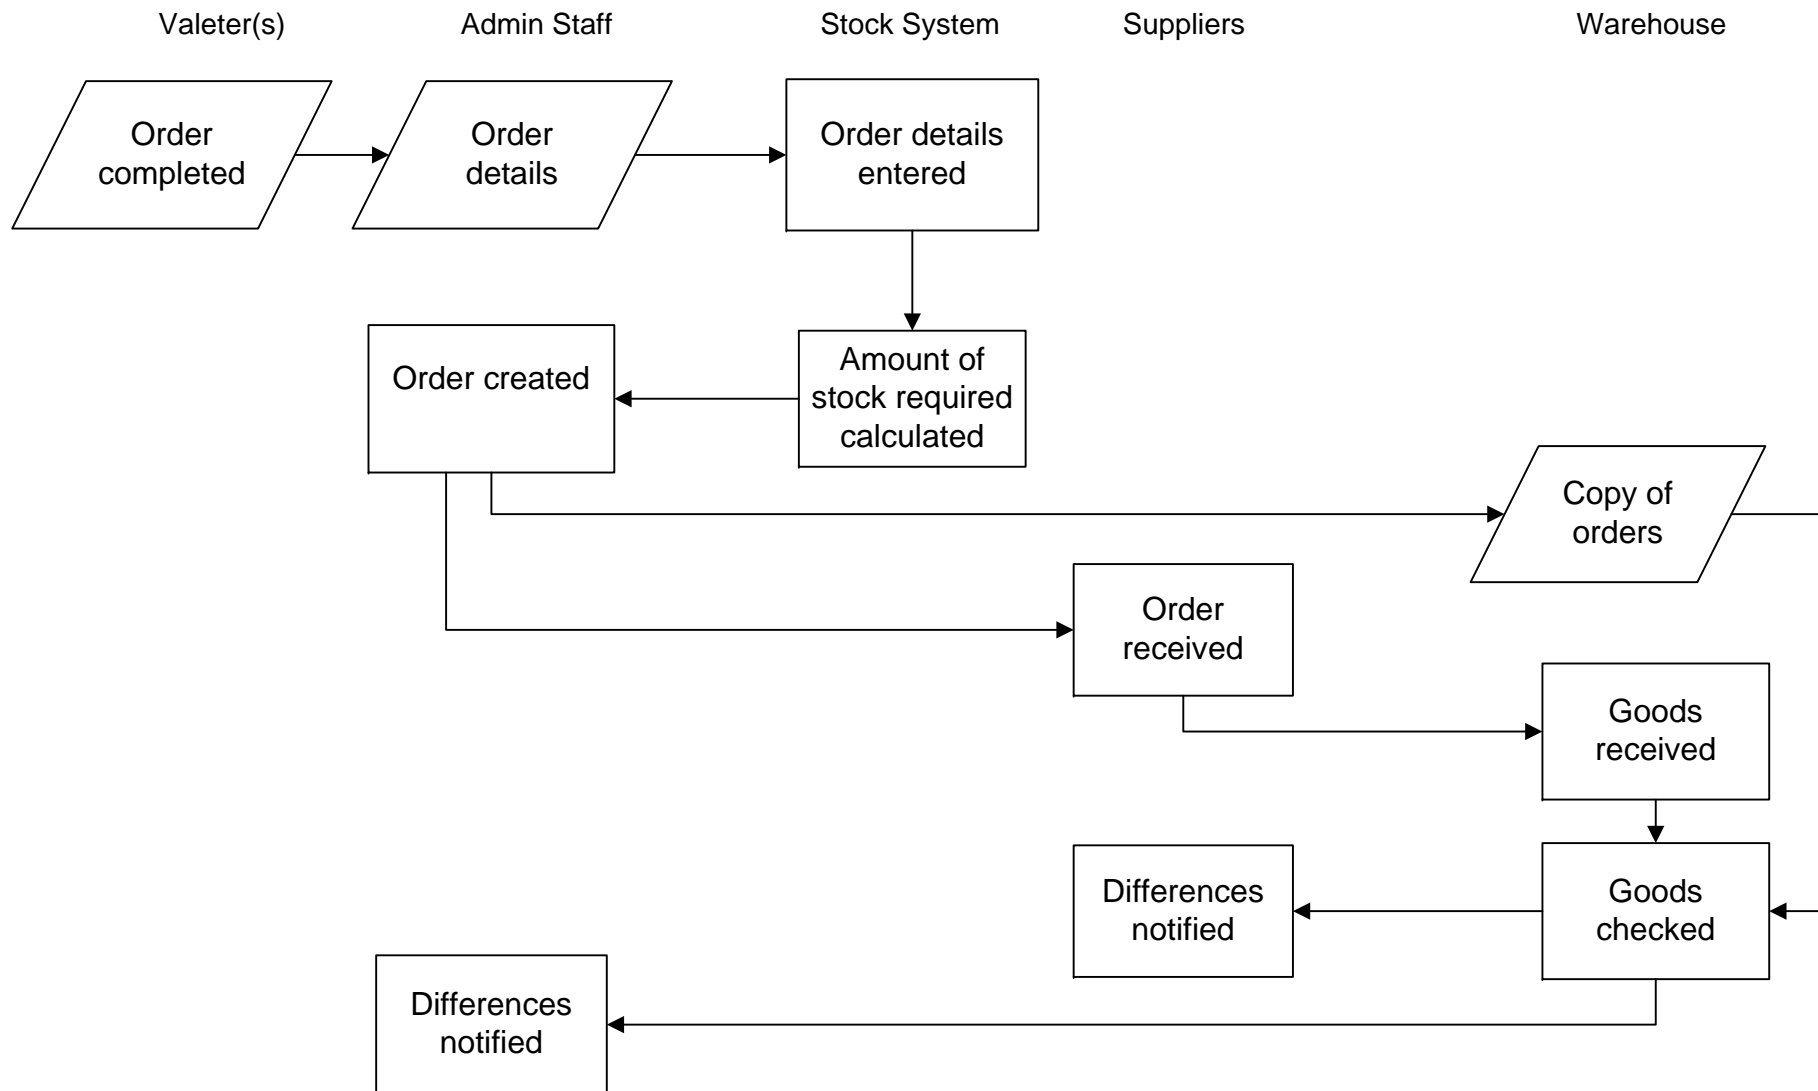 Valeter(s)
Admin Staff
Stock System
Suppliers
Warehouse
Order
completed
Order
details
Order details
entered
Order created
Amount of
stock required
calculated
Copy of
orders
Order
received
Goods
received
Differences
notified
Goods
checked
Differences
notified